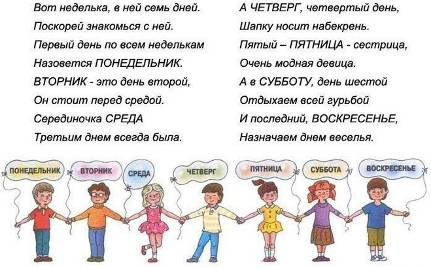 Вот неделька, в ней семь дней.
Поскорей знакомься с ней.
Первый день по всем неделькам
Назовется ПОНЕДЕЛЬНИК.
ВТОРНИК - это день второй,
Он стоит перед средой.
Серединочка СРЕДА
Третьим днем всегда была.
А ЧЕТВЕРГ, четвертый день,
Шапку носит набекрень.
Пятый – ПЯТНИЦА - сестрица,
Очень модная девица.
А в СУББОТУ, день шестой
Отдыхаем всей гурьбой
И последний, ВОСКРЕСЕНЬЕ,
Назначаем днем веселья.
ПОНЕДЕЛЬНИК
ВТОРНИК
СРЕДА
ЧЕТВЕРГ
ПЯТНИЦА
СУББОТА
ВОСКРЕСЕНЬЕ